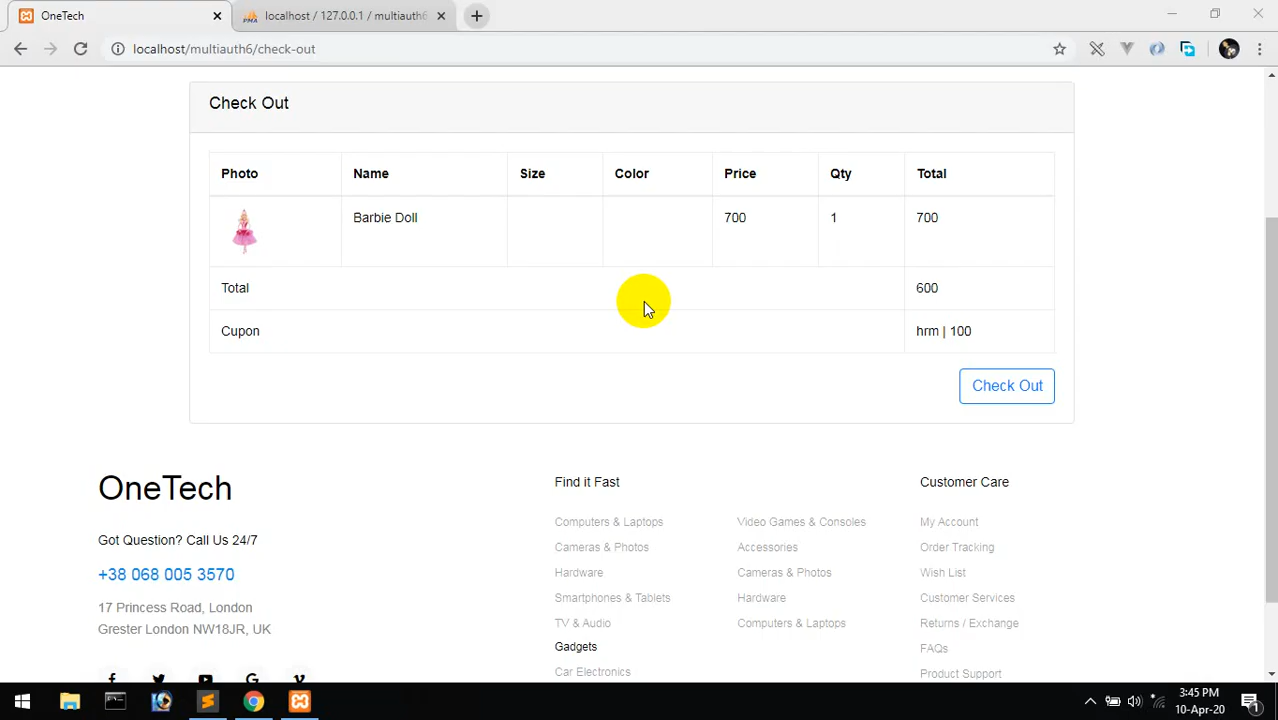 OneTech
localhost / 127.0.0.1 / multiauth6
localhost/multiauth6/check-out
Check Out
Photo Name Size Color Price Qty Total
Barbie Doll 700 1 700
Total 600
Cupon hrm | 100
Check Out
OneTech
Got Question? Call Us 24/7
+38 068 005 3570
17 Princess Road, London
Grester London NW18JR, UK
Find it Fast
Computers & Laptops
Cameras & Photos
Hardware
Smartphones & Tablets
TV & Audio
Gadgets
Car Electronics
Video Games & Consoles
Accessories
Cameras & Photos
Hardware
Computers & Laptops
Customer Care
My Account
Order Tracking
Wish List
Customer Services
Returns / Exchange
FAQs
Product Support
3:45 PM
10-Apr-20